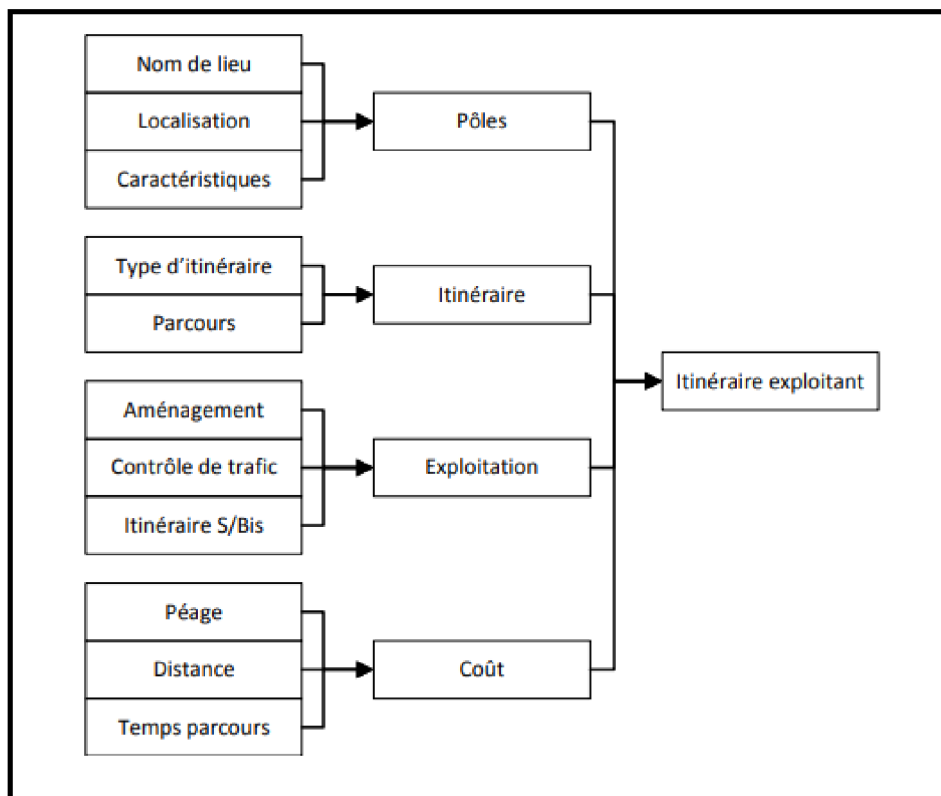 Nom de lieu
Localisation
Caractéristiques
Pôles
Type d'itinéraire
Parcours
Itinéraire
Aménagement
Contrôle de trafic
Itinéraire S/Bis
Exploitation
Péage
Distance
Temps parcours
Coût
Itinéraire exploitant